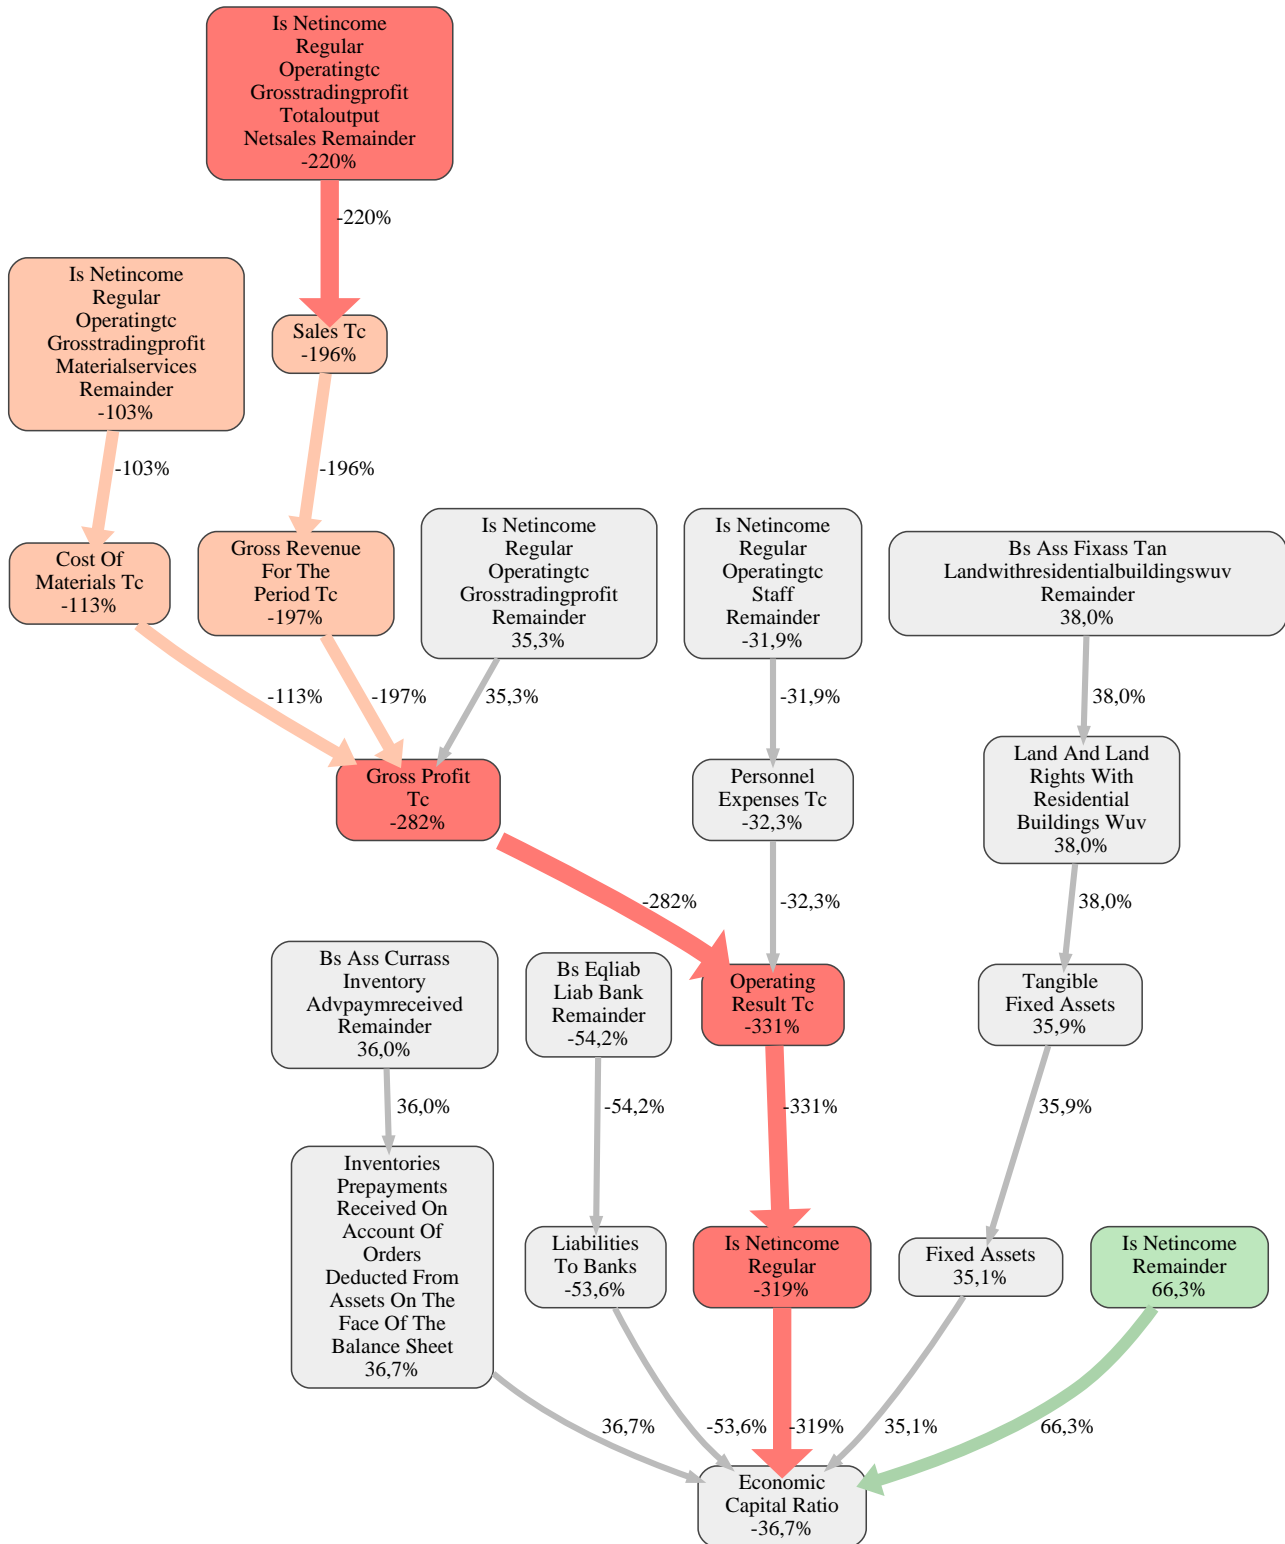 Is Netincome
Regular
Operatingtc
Grosstradingprofit
Totaloutput
Netsales Remainder
-220%
-220%
Is Netincome
Regular
Operatingtc
Grosstradingprofit
Materialservices
Remainder
-103%
Sales Tc
-196%
-103%
-196%
Cost Of
Materials Tc
-113%
Gross Revenue
For The
Period Tc
-197%
Is Netincome
Regular
Operatingtc
Grosstradingprofit
Remainder
35,3%
Is Netincome
Regular
Operatingtc
Staff
Remainder
-31,9%
Bs Ass Fixass Tan
Landwithresidentialbuildingswuv
Remainder
38,0%
-113%
-197%
35,3%
-31,9%
38,0%
Gross Profit
Tc
-282%
Personnel
Expenses Tc
-32,3%
Land And Land
Rights With
Residential
Buildings Wuv
38,0%
-282%
-32,3%
38,0%
Bs Ass Currass
Inventory
Advpaymreceived
Remainder
36,0%
Bs Eqliab
Liab Bank
Remainder
-54,2%
Operating
Result Tc
-331%
Tangible
Fixed Assets
35,9%
36,0%
-54,2%
-331%
35,9%
Inventories
Prepayments
Received On
Account Of
Orders
Deducted From
Assets On The
Face Of The
Balance Sheet
36,7%
Liabilities
To Banks
-53,6%
Is Netincome
Regular
-319%
Fixed Assets
35,1%
Is Netincome
Remainder
66,3%
36,7%
-53,6%
-319%
35,1%
66,3%
Economic
Capital Ratio
-36,7%